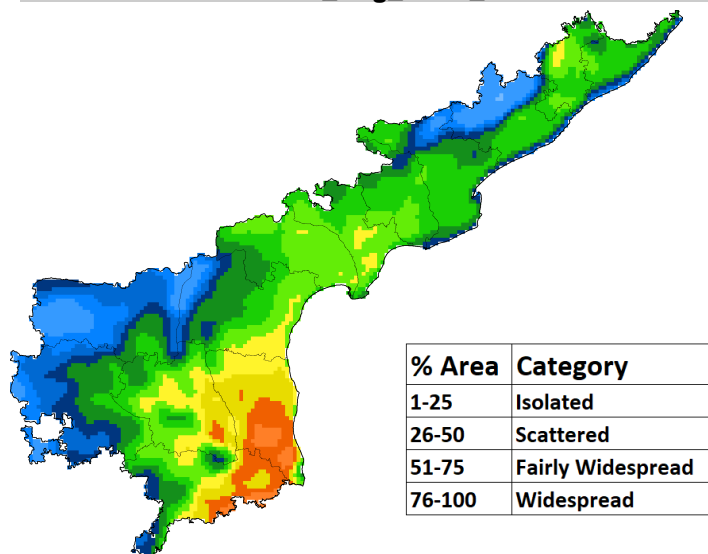 % Area Category
1-25 Isolated
26-50 Scattered
51-75 Fairly Widespread
76-100 Widespread